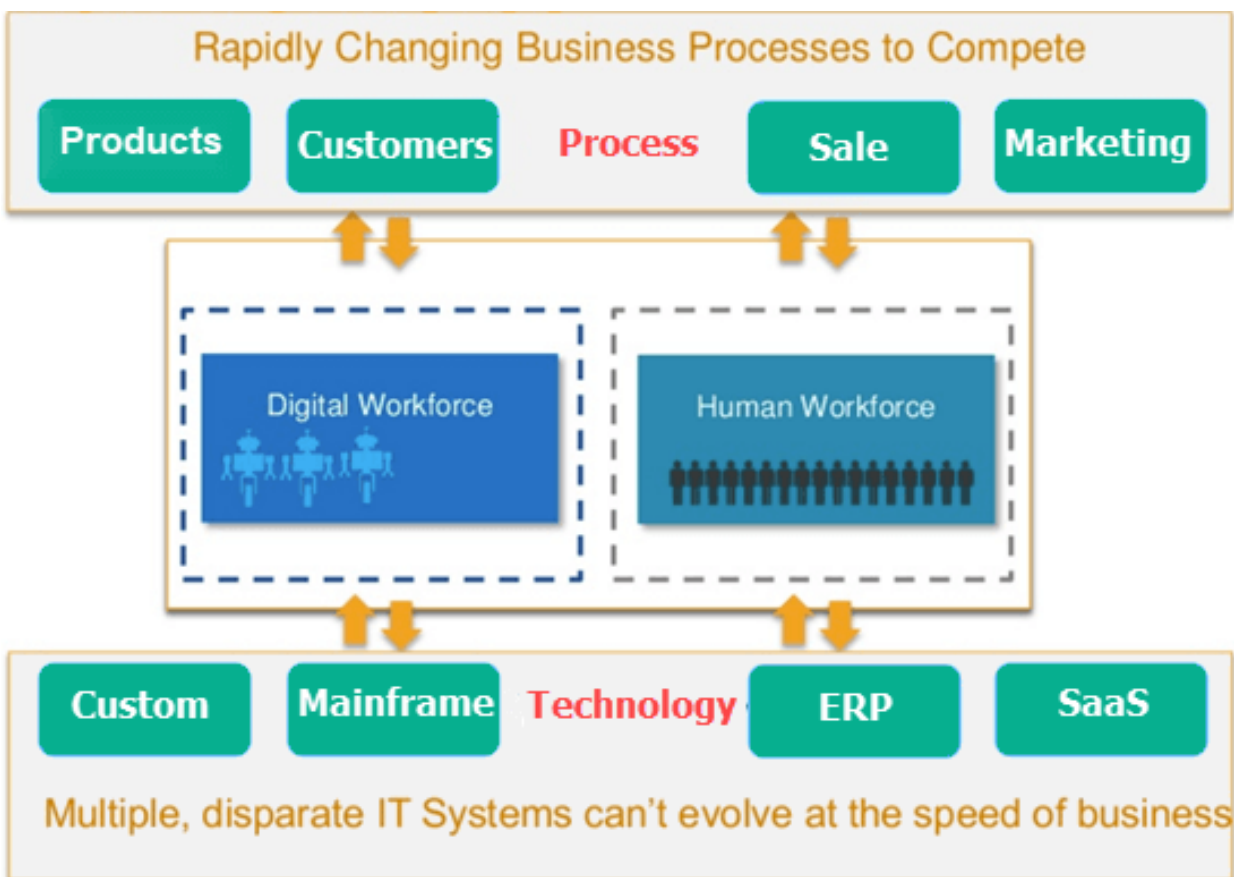 Rapidly Changing Business Processes to Compete
Products Customers Process Sale Marketing
Digital Workforce Human Workforce
Custom Mainframe Technology ERP SaaS
Multiple, disparate IT Systems can't evolve at the speed of business